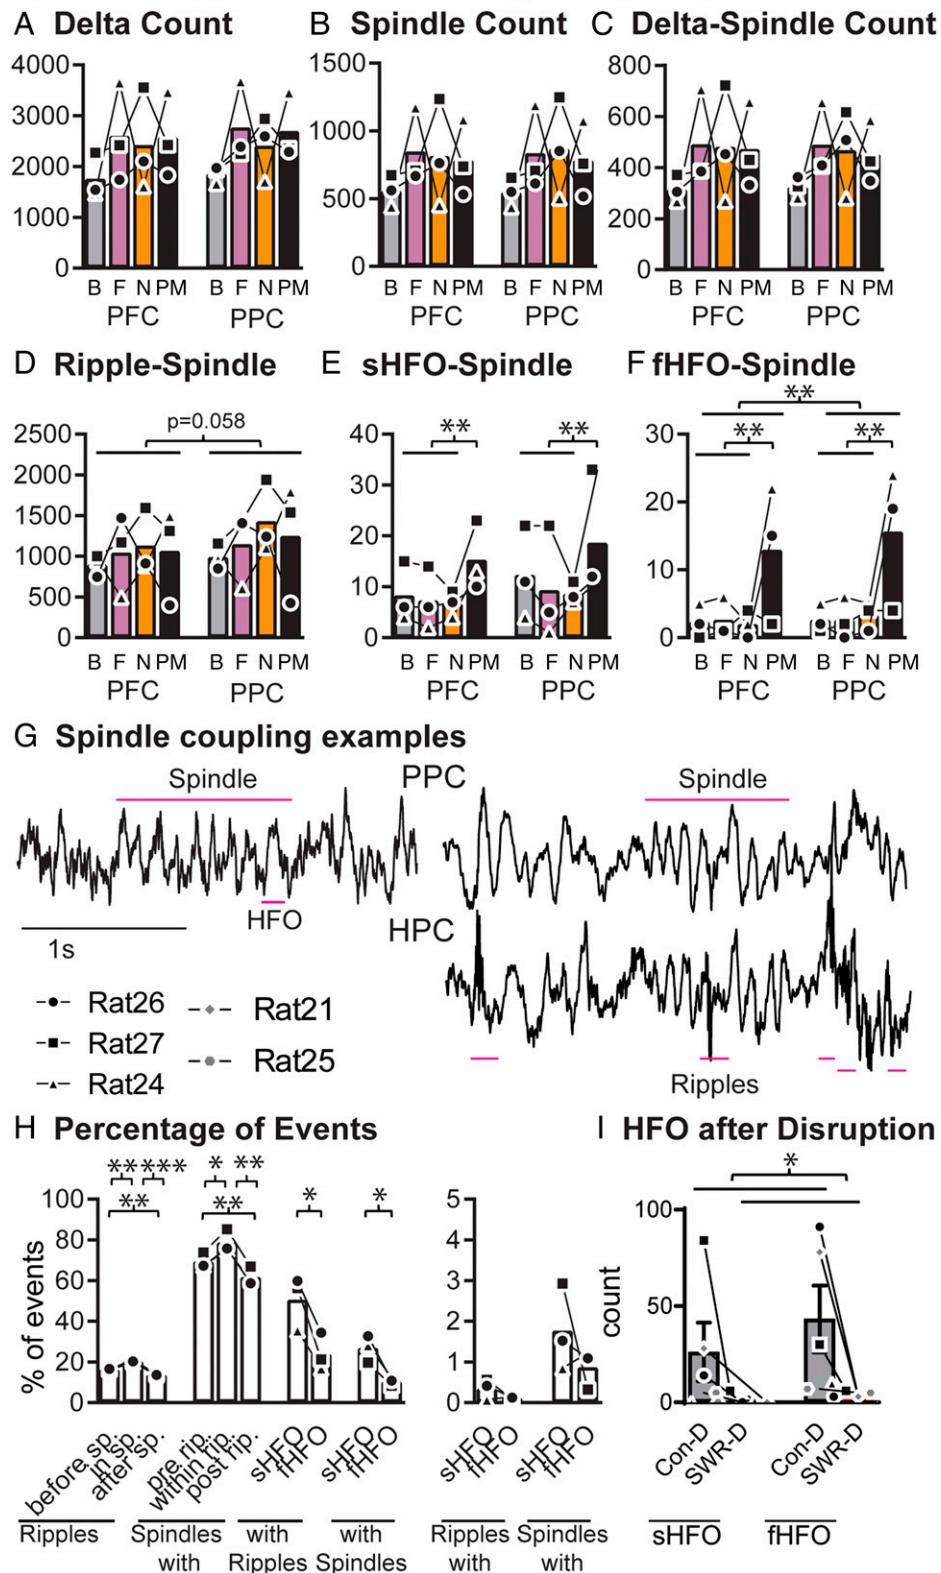 A Delta Count
B Spindle Count
C Delta-Spindle Count
4000
3000
2000
1000
0
B F N PM
PFC
B F N PM
PPC
1500
1000
500
0
B F N PM
PFC
B F N PM
PPC
800
600
400
200
0
B F N PM
PFC
B F N PM
PPC
D Ripple-Spindle
E sHFO-Spindle
F fHFO-Spindle
p=0.058
2500
2000
1500
1000
500
0
B F N PM
PFC
B F N PM
PPC
** **
40
30
20
10
0
B F N PM
PFC
B F N PM
PPC
**
** **
30
20
10
0
B F N PM
PFC
B F N PM
PPC
G Spindle coupling examples
Spindle
PPC
Spindle
HFO
HPC
1s
Ripples
Rat26
Rat27
Rat24
Rat21
Rat25
H Percentage of Events
I HFO after Disruption
** ***
**
* **
**
*
*
100
80
60
40
20
0
% of events
before sp.
in sp.
after sp.
pre rip.
within rip.
post rip.
sHFO
fHFO
sHFO
fHFO
Ripples
Spindles
with
with
Ripples
with
Spindles
5
4
3
2
1
0
sHFO
fHFO
sHFO
fHFO
Ripples
with
Spindles
with
*
100
50
0
count
Con-D
SWR-D
Con-D
SWR-D
sHFO
fHFO